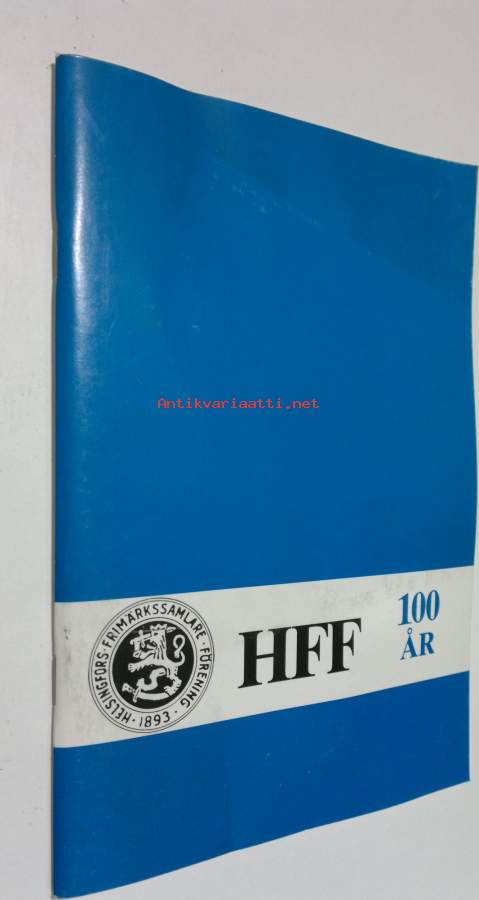 Antikvariaatti.net
HELSINGFORS·FRIMÄRKSSAMLARE·FÖRENING
·1893·
HFF
100
ÅR